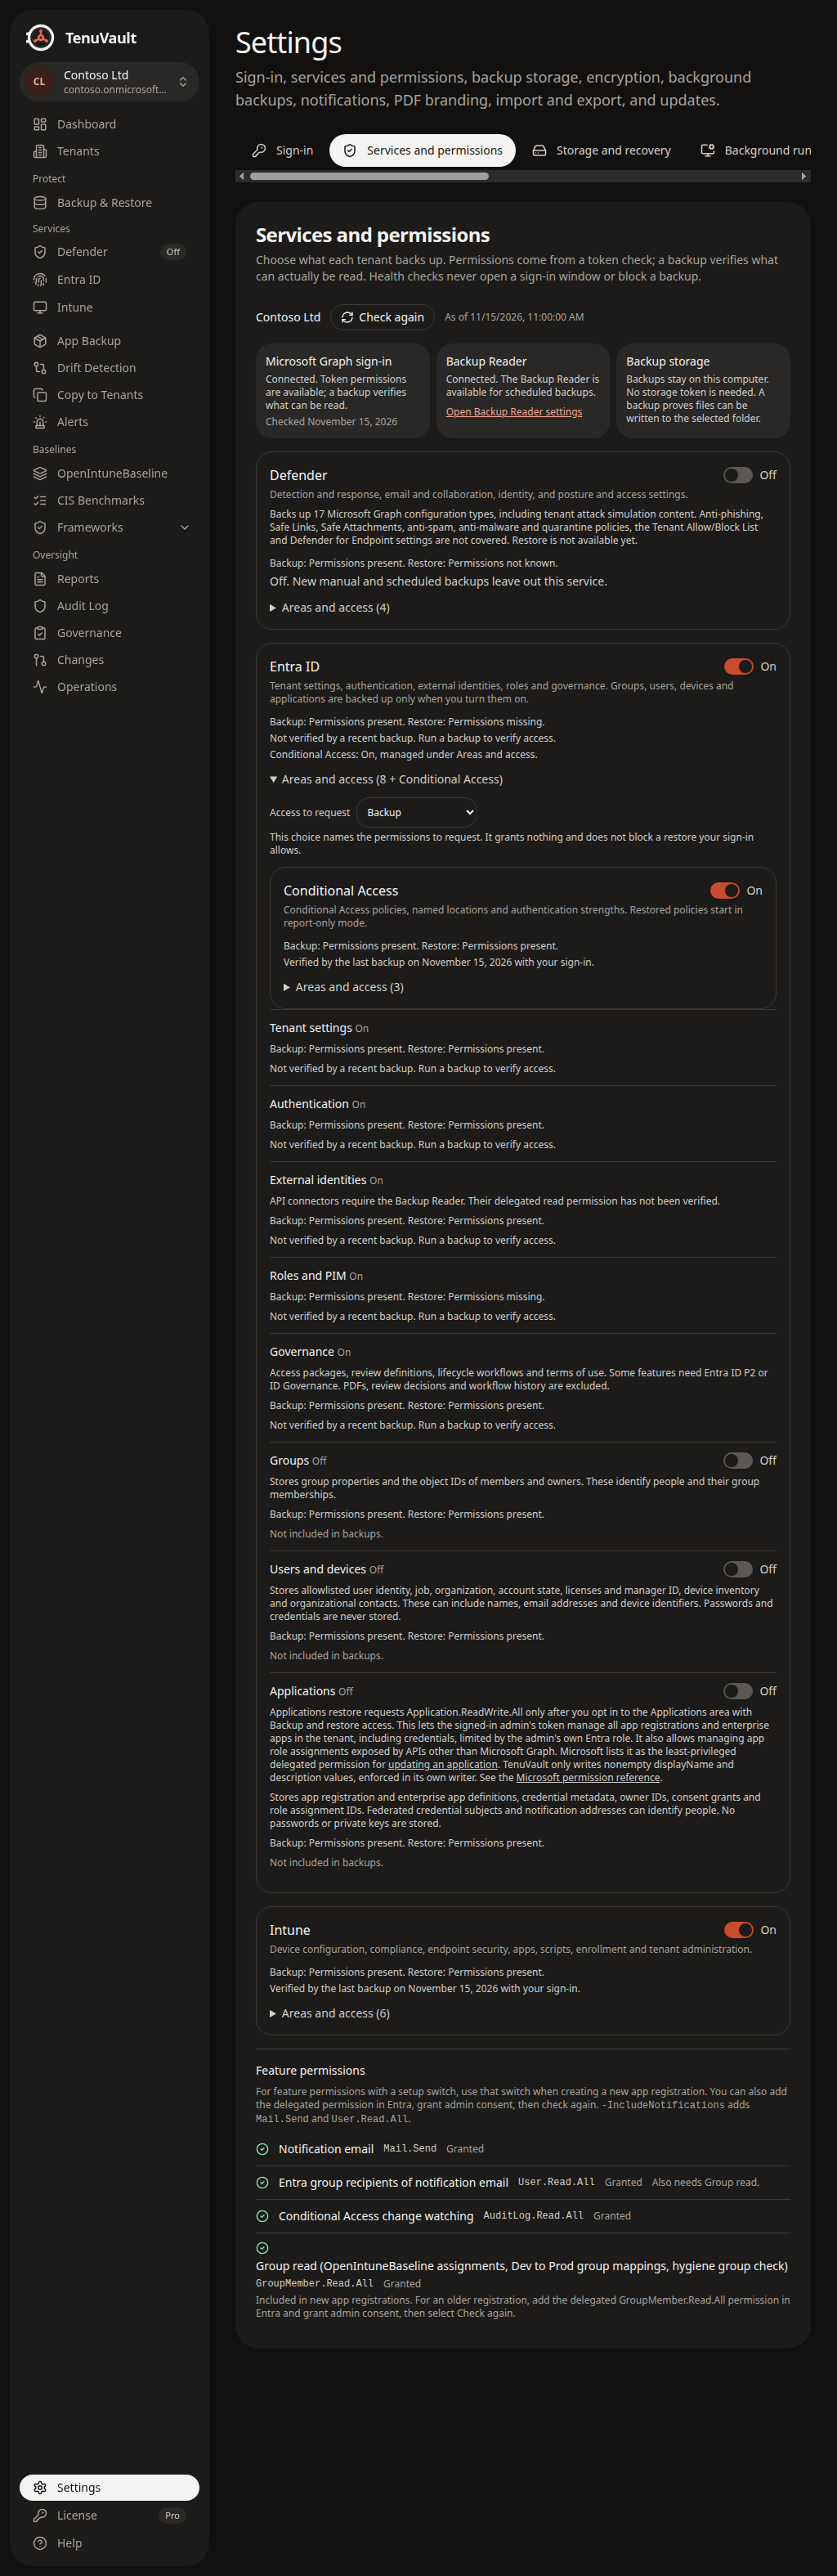 TenuVault
CL
Contoso Ltd
contoso.onmicrosoft...
Dashboard
Tenants
Protect
Backup & Restore
Services
Defender
Off
Entra ID
Intune
App Backup
Drift Detection
Copy to Tenants
Alerts
Baselines
OpenIntuneBaseline
CIS Benchmarks
Frameworks
Oversight
Reports
Audit Log
Governance
Changes
Operations
Settings
License
Pro
Help
Settings
Sign-in, services and permissions, backup storage, encryption, background
backups, notifications, PDF branding, import and export, and updates.
Sign-in
Services and permissions
Storage and recovery
Background run
Services and permissions
Choose what each tenant backs up. Permissions come from a token check; a backup verifies what
can actually be read. Health checks never open a sign-in window or block a backup.
Contoso Ltd
Check again
As of 11/15/2026, 11:00:00 AM
Microsoft Graph sign-in
Connected. Token permissions
are available; a backup verifies
what can be read.
Checked November 15, 2026
Backup Reader
Connected. The Backup Reader is
available for scheduled backups.
Open Backup Reader settings
Backup storage
Backups stay on this computer.
No storage token is needed. A
backup proves files can be
written to the selected folder.
Defender
Off
Detection and response, email and collaboration, identity, and posture and access settings.
Backs up 17 Microsoft Graph configuration types, including tenant attack simulation content. Anti-phishing,
Safe Links, Safe Attachments, anti-spam, anti-malware and quarantine policies, the Tenant Allow/Block List
and Defender for Endpoint settings are not covered. Restore is not available yet.
Backup: Permissions present. Restore: Permissions not known.
Off. New manual and scheduled backups leave out this service.
Areas and access (4)
Entra ID
On
Tenant settings, authentication, external identities, roles and governance. Groups, users, devices and
applications are backed up only when you turn them on.
Backup: Permissions present. Restore: Permissions missing.
Not verified by a recent backup. Run a backup to verify access.
Conditional Access: On, managed under Areas and access.
Areas and access (8 + Conditional Access)
Access to request
Backup
This choice names the permissions to request. It grants nothing and does not block a restore your sign-in
allows.
Conditional Access
On
Conditional Access policies, named locations and authentication strengths. Restored policies start in
report-only mode.
Backup: Permissions present. Restore: Permissions present.
Verified by the last backup on November 15, 2026 with your sign-in.
Areas and access (3)
Tenant settings On
Backup: Permissions present. Restore: Permissions present.
Not verified by a recent backup. Run a backup to verify access.
Authentication On
Backup: Permissions present. Restore: Permissions present.
Not verified by a recent backup. Run a backup to verify access.
External identities On
API connectors require the Backup Reader. Their delegated read permission has not been verified.
Backup: Permissions present. Restore: Permissions present.
Not verified by a recent backup. Run a backup to verify access.
Roles and PIM On
Backup: Permissions present. Restore: Permissions missing.
Not verified by a recent backup. Run a backup to verify access.
Governance On
Access packages, review definitions, lifecycle workflows and terms of use. Some features need Entra ID P2 or
ID Governance. PDFs, review decisions and workflow history are excluded.
Backup: Permissions present. Restore: Permissions present.
Not verified by a recent backup. Run a backup to verify access.
Groups Off
Off
Stores group properties and the object IDs of members and owners. These identify people and their group
memberships.
Backup: Permissions present. Restore: Permissions present.
Not included in backups.
Users and devices Off
Off
Stores allowlisted user identity, job, organization, account state, licenses and manager ID, device inventory
and organizational contacts. These can include names, email addresses and device identifiers. Passwords and
credentials are never stored.
Backup: Permissions present. Restore: Permissions present.
Not included in backups.
Applications Off
Off
Applications restore requests Application.ReadWrite.All only after you opt in to the Applications area with
Backup and restore access. This lets the signed-in admin's token manage all app registrations and enterprise
apps in the tenant, including credentials, limited by the admin's own Entra role. It also allows managing app
role assignments exposed by APIs other than Microsoft Graph. Microsoft lists it as the least-privileged
delegated permission for updating an application. TenuVault only writes nonempty displayName and
description values, enforced in its own writer. See the Microsoft permission reference.
Stores app registration and enterprise app definitions, credential metadata, owner IDs, consent grants and
role assignment IDs. Federated credential subjects and notification addresses can identify people. No
passwords or private keys are stored.
Backup: Permissions present. Restore: Permissions present.
Not included in backups.
Intune
On
Device configuration, compliance, endpoint security, apps, scripts, enrollment and tenant administration.
Backup: Permissions present. Restore: Permissions present.
Verified by the last backup on November 15, 2026 with your sign-in.
Areas and access (6)
Feature permissions
For feature permissions with a setup switch, use that switch when creating a new app registration. You can also add
the delegated permission in Entra, grant admin consent, then check again. -IncludeNotifications adds
Mail.Send and User.Read.All.
Notification email Mail.Send Granted
Entra group recipients of notification email User.Read.All Granted Also needs Group read.
Conditional Access change watching AuditLog.Read.All Granted
Group read (OpenIntuneBaseline assignments, Dev to Prod group mappings, hygiene group check)
GroupMember.Read.All Granted
Included in new app registrations. For an older registration, add the delegated GroupMember.Read.All permission in
Entra and grant admin consent, then select Check again.